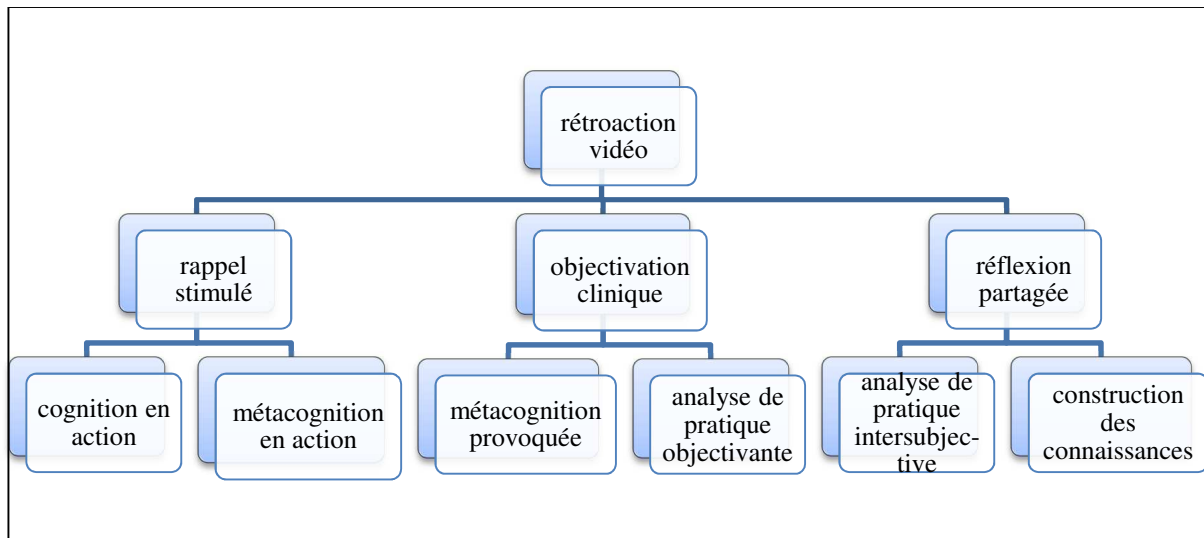 rétroaction
vidéo
rappel
stimulé
objectivation
clinique
réflexion
partagée
cognition en
action
métacognition
en action
métacognition
provoquée
analyse de
pratique
objectivante
analyse de
pratique
intersubjec-
tive
construction
des
connaissances